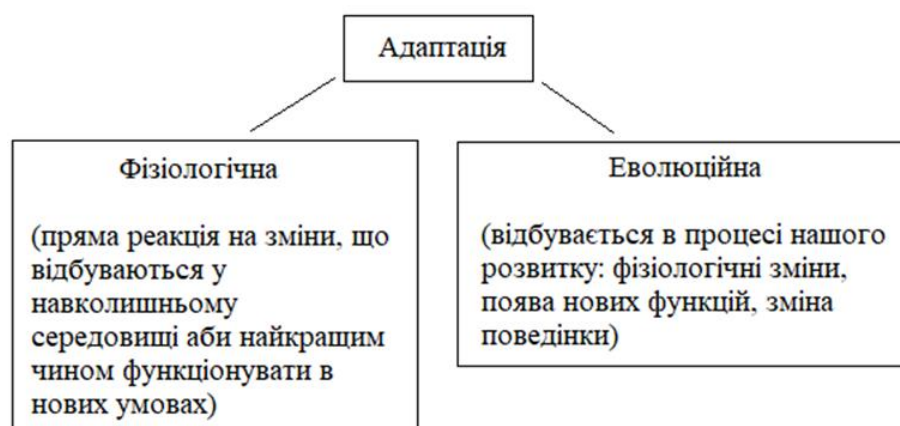 Адаптація
Фізіологічна
(пряма реакція на зміни, що
відбуваються у
навколишньому
середовищі аби найкращим
чином функціонувати в
нових умовах)
Еволюційна
(відбувається в процесі нашого
розвитку: фізіологічні зміни,
поява нових функцій, зміна
поведінки)